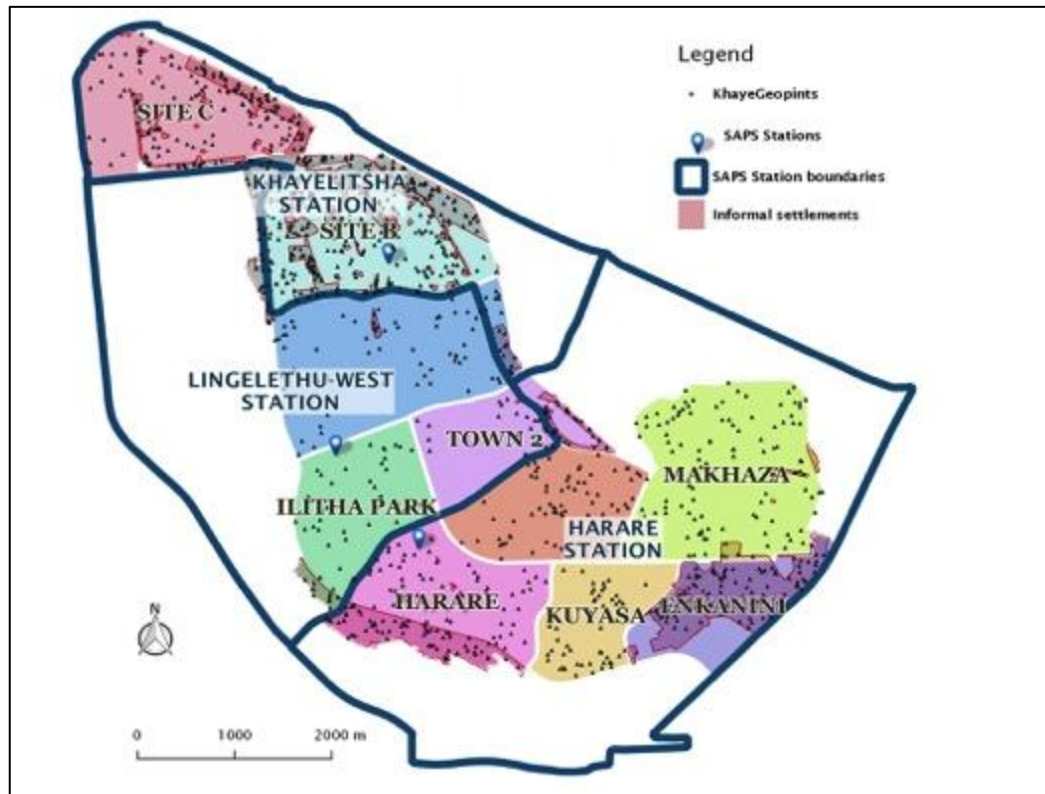 Legend
KhayeGeopints
SAPS Stations
SAPS Station boundaries
Informal settlements
SITE C
KHAYELITSHA
STATION
SITE B
LINGELETHU-WEST
STATION
TOWN 2
MAKHAZA
ILITHA PARK
HARARE
STATION
HARARE
KUYASA
ENKANINI
N
0 1000 2000 m